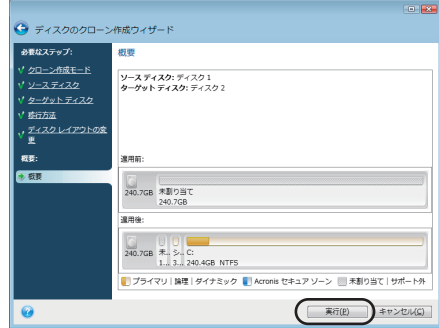 ディスクのクローン作成ウィザード
必要なステップ:
クローン作成モード
ソース ディスク
ターゲット ディスク
移行方法
ディスク レイアウトの変
更
概要:
概要
概要
ソース ディスク: ディスク 1
ターゲット ディスク: ディスク 2
適用前:
240.7GB 未割り当て
240.7GB
適用後:
240.7GB 未... シ... C:
1... 3... 240.4GB NTFS
プライマリ | 論理 | ダイナミック Acronis セキュア ゾーン 未割り当て | サポート外
実行(P) キャンセル(C)